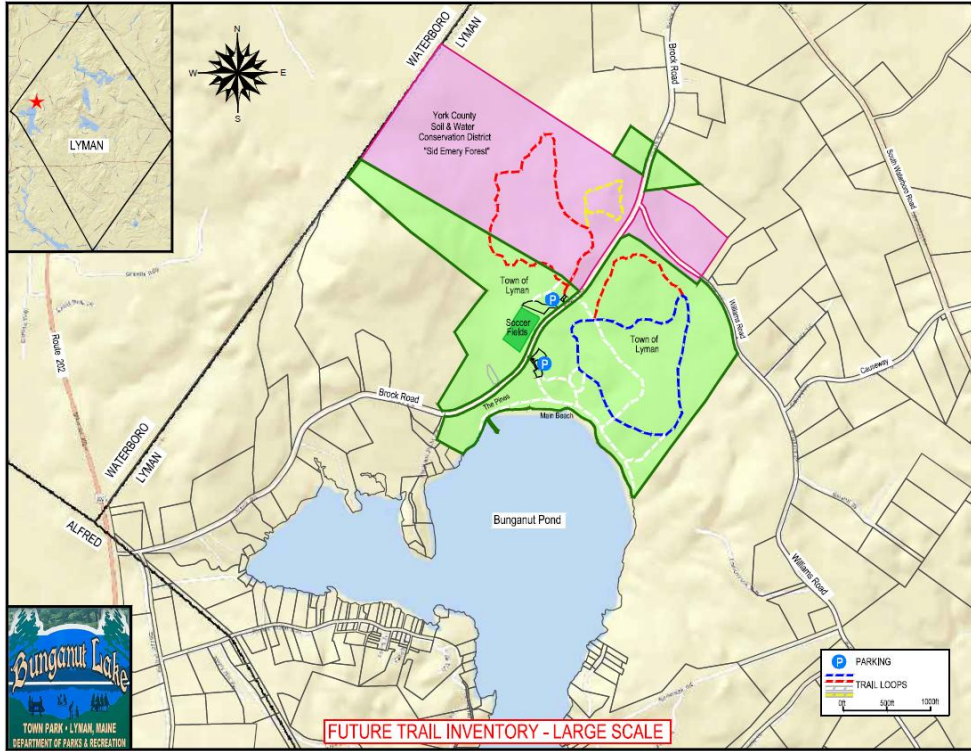 WATERBORO
LYMAN
N
W
E
S
LYMAN
Brock Road
York County
Soil & Water
Conservation District
"Sid Emery Forest"
South Waterboro Road
Route 202
Town of
Lyman
P
Soccer
Fields
P
Town of
Lyman
Williams Road
Causeway
Brock Road
The Pines
Main Beach
WATERBORO
LYMAN
ALFRED
Bunganut Pond
Williams Road
Bunganut Lake
TOWN PARK • LYMAN, MAINE
DEPARTMENT OF PARKS & RECREATION
P PARKING
TRAIL LOOPS
0ft 500ft 1000ft
FUTURE TRAIL INVENTORY - LARGE SCALE